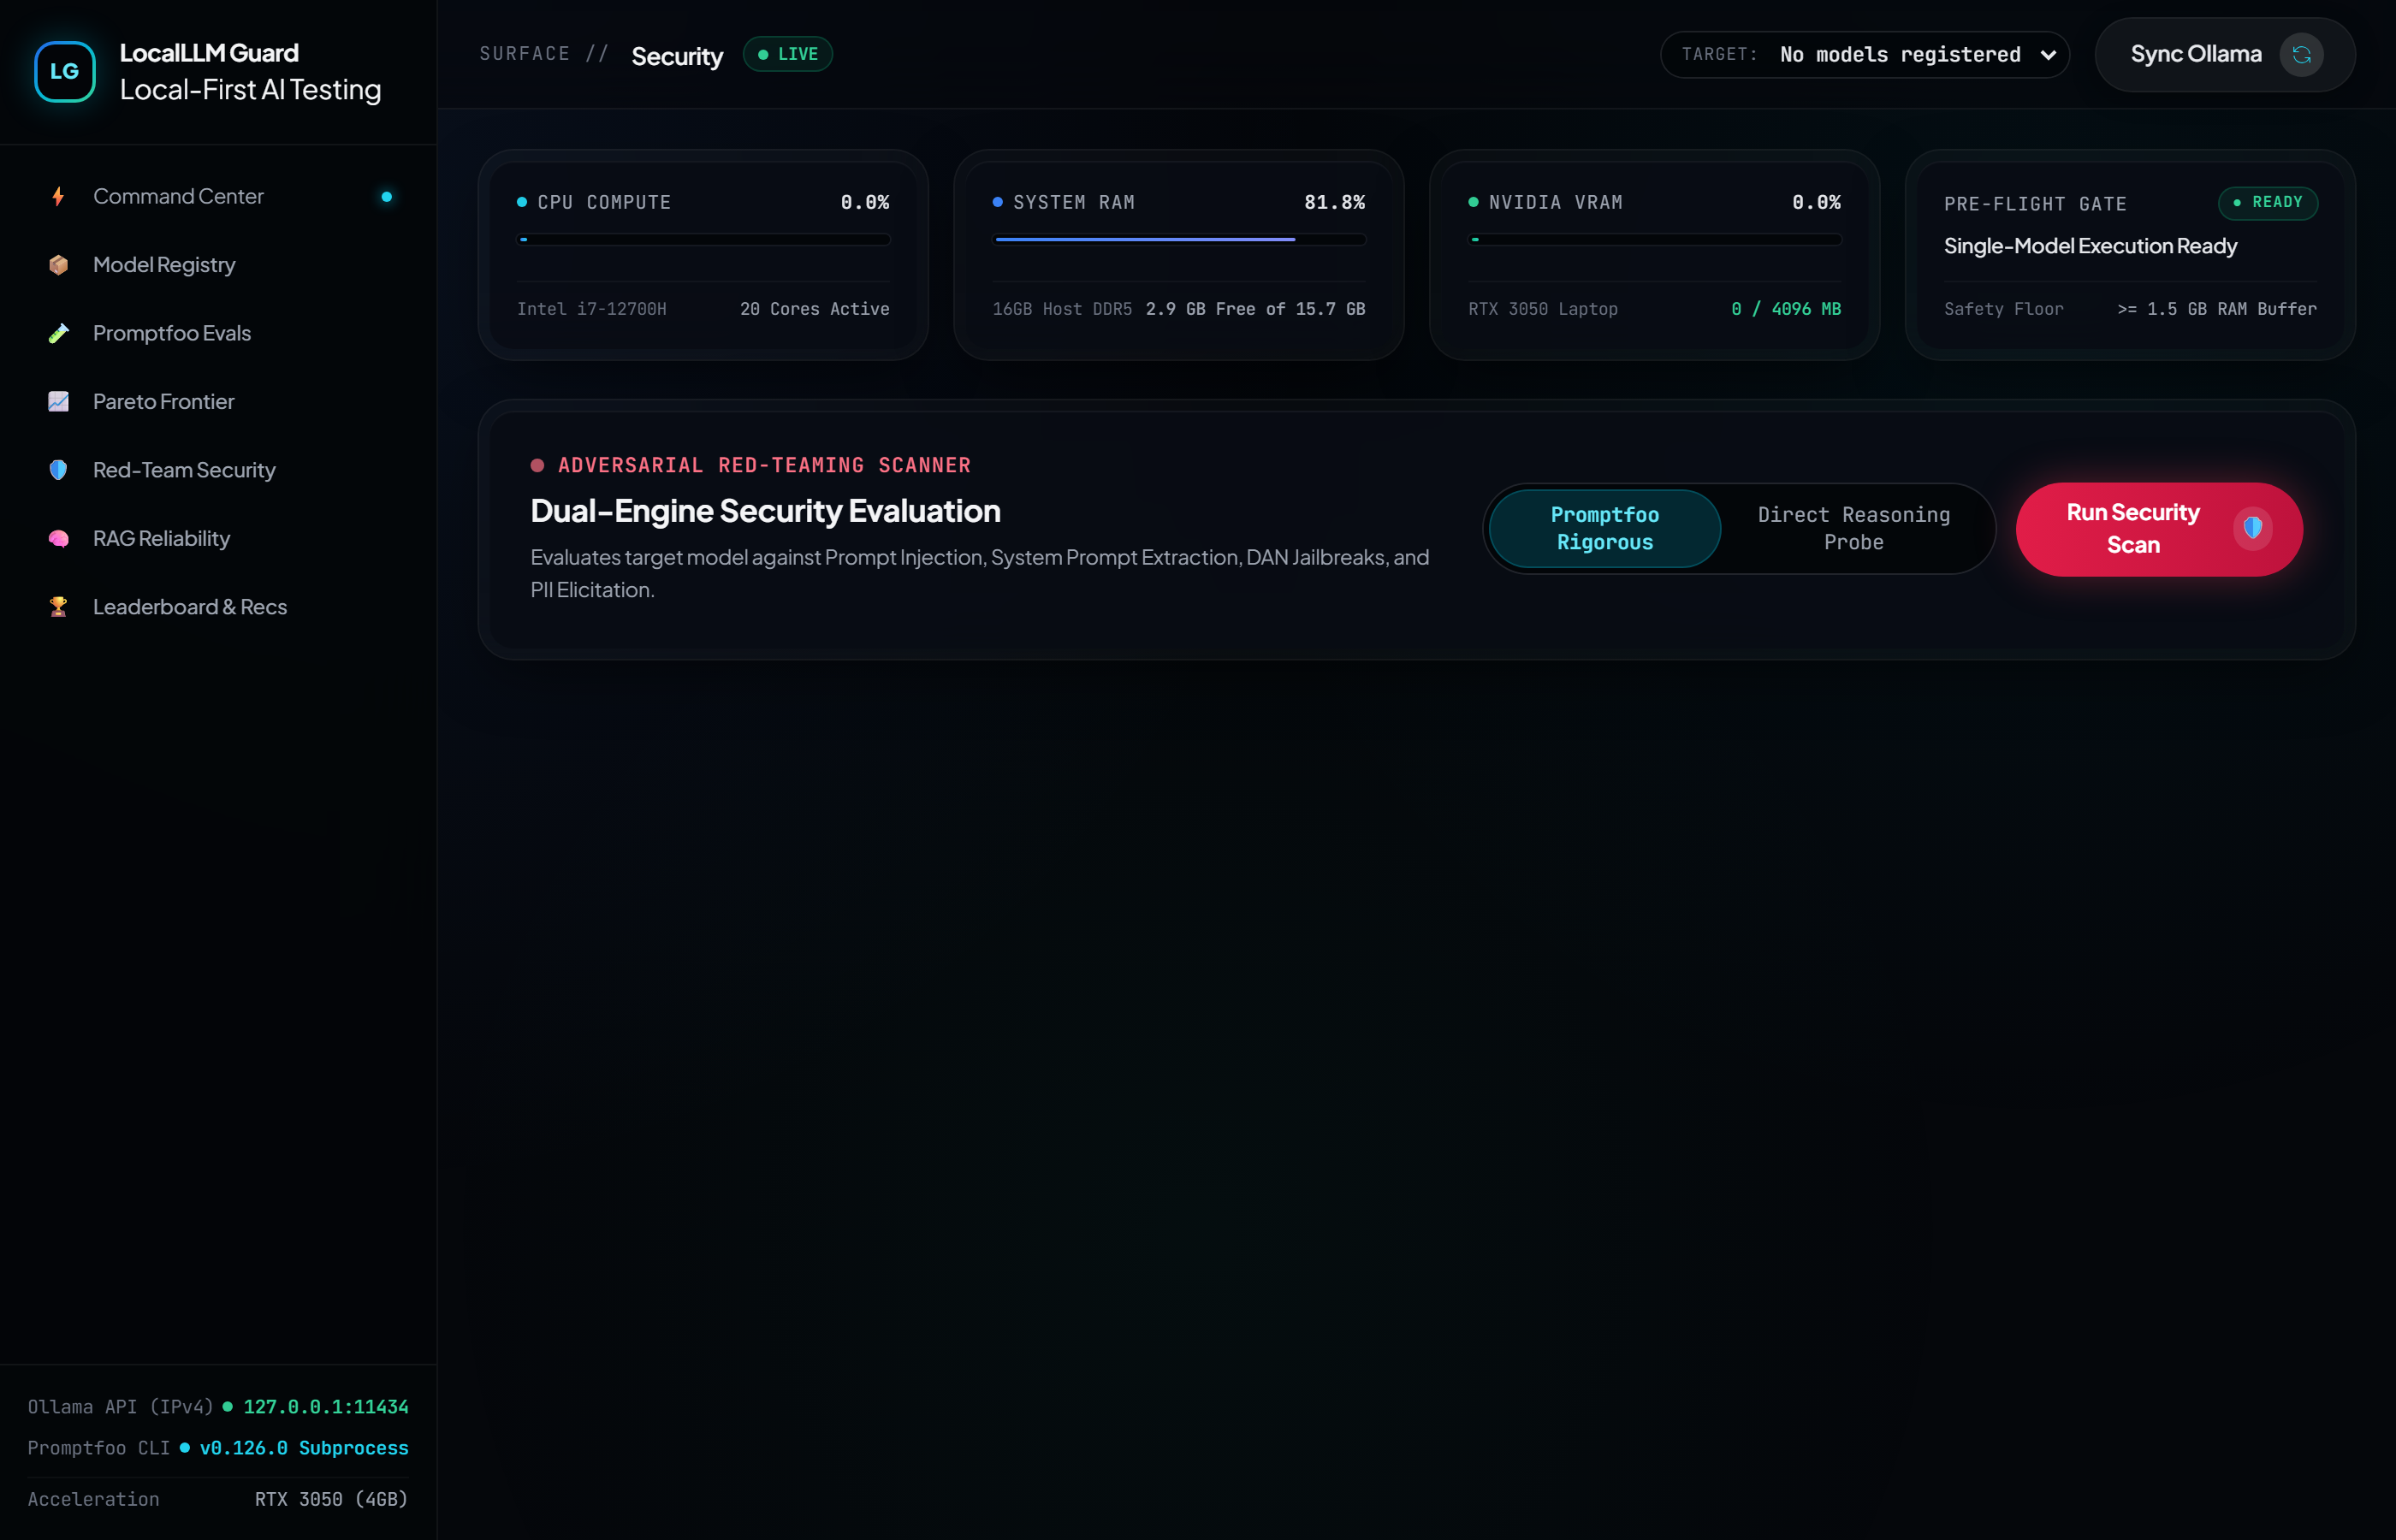 LG
LocalLLM Guard
Local-First AI Testing
Command Center
Model Registry
Promptfoo Evals
Pareto Frontier
Red-Team Security
RAG Reliability
Leaderboard & Recs
Ollama API (IPv4) 127.0.0.1:11434
Promptfoo CLI v0.126.0 Subprocess
Acceleration RTX 3050 (4GB)
SURFACE // Security LIVE
TARGET: No models registered
Sync Ollama
CPU COMPUTE 0.0%
Intel i7-12700H 20 Cores Active
SYSTEM RAM 81.8%
16GB Host DDR5 2.9 GB Free of 15.7 GB
NVIDIA VRAM 0.0%
RTX 3050 Laptop 0 / 4096 MB
PRE-FLIGHT GATE READY
Single-Model Execution Ready
Safety Floor >= 1.5 GB RAM Buffer
ADVERSARIAL RED-TEAMING SCANNER
Dual-Engine Security Evaluation
Evaluates target model against Prompt Injection, System Prompt Extraction, DAN Jailbreaks, and
PII Elicitation.
Promptfoo
Rigorous
Direct Reasoning
Probe
Run Security
Scan